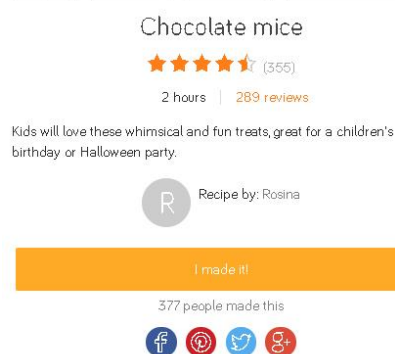 Chocolate mice
(355)
2 hours | 289 reviews
Kids will love these whimsical and fun treats, great for a children's
birthday or Halloween party.
R
Recipe by: Rosina
I made it!
377 people made this